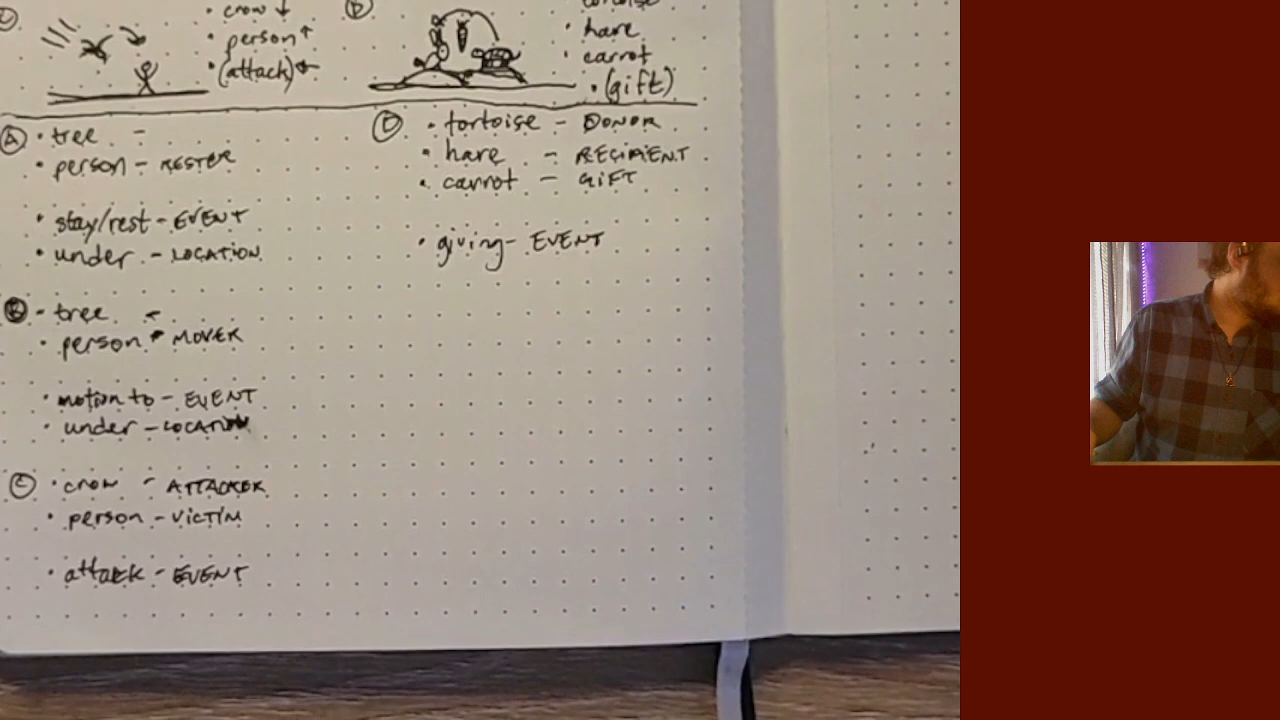 C
• crow ↓
• person ↑
• (attack)
D
tortoise
• hare
• carrot
• (gift)
A • tree -
• person - RESTER
• stay/rest - EVENT
• under - LOCATION
B - tree -
• person - MOVER
• motion to - EVENT
• under - LOCATION
C • crow - ATTACKER
• person - VICTIM
• attack - EVENT
D • tortoise - DONOR
• hare - RECIPIENT
• carrot - GIFT
• giving - EVENT